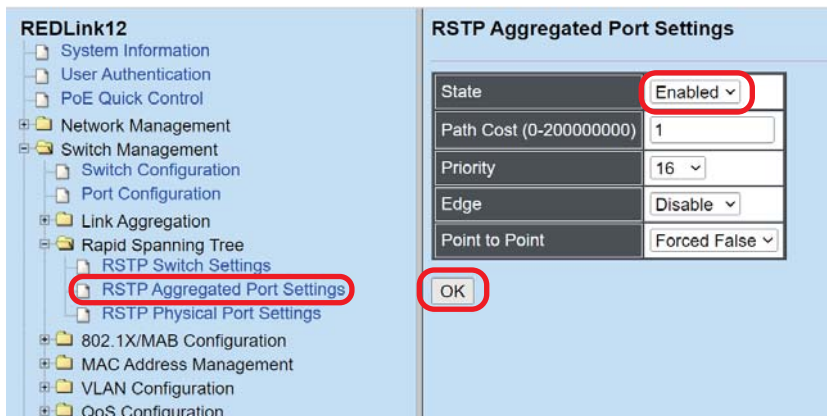 REDLink12
System Information
User Authentication
PoE Quick Control
Network Management
Switch Management
Switch Configuration
Port Configuration
Link Aggregation
Rapid Spanning Tree
RSTP Switch Settings
RSTP Aggregated Port Settings
RSTP Physical Port Settings
802.1X/MAB Configuration
MAC Address Management
VLAN Configuration
QoS Configuration
RSTP Aggregated Port Settings
State Enabled
Path Cost (0-200000000) 1
Priority 16
Edge Disable
Point to Point Forced False
OK